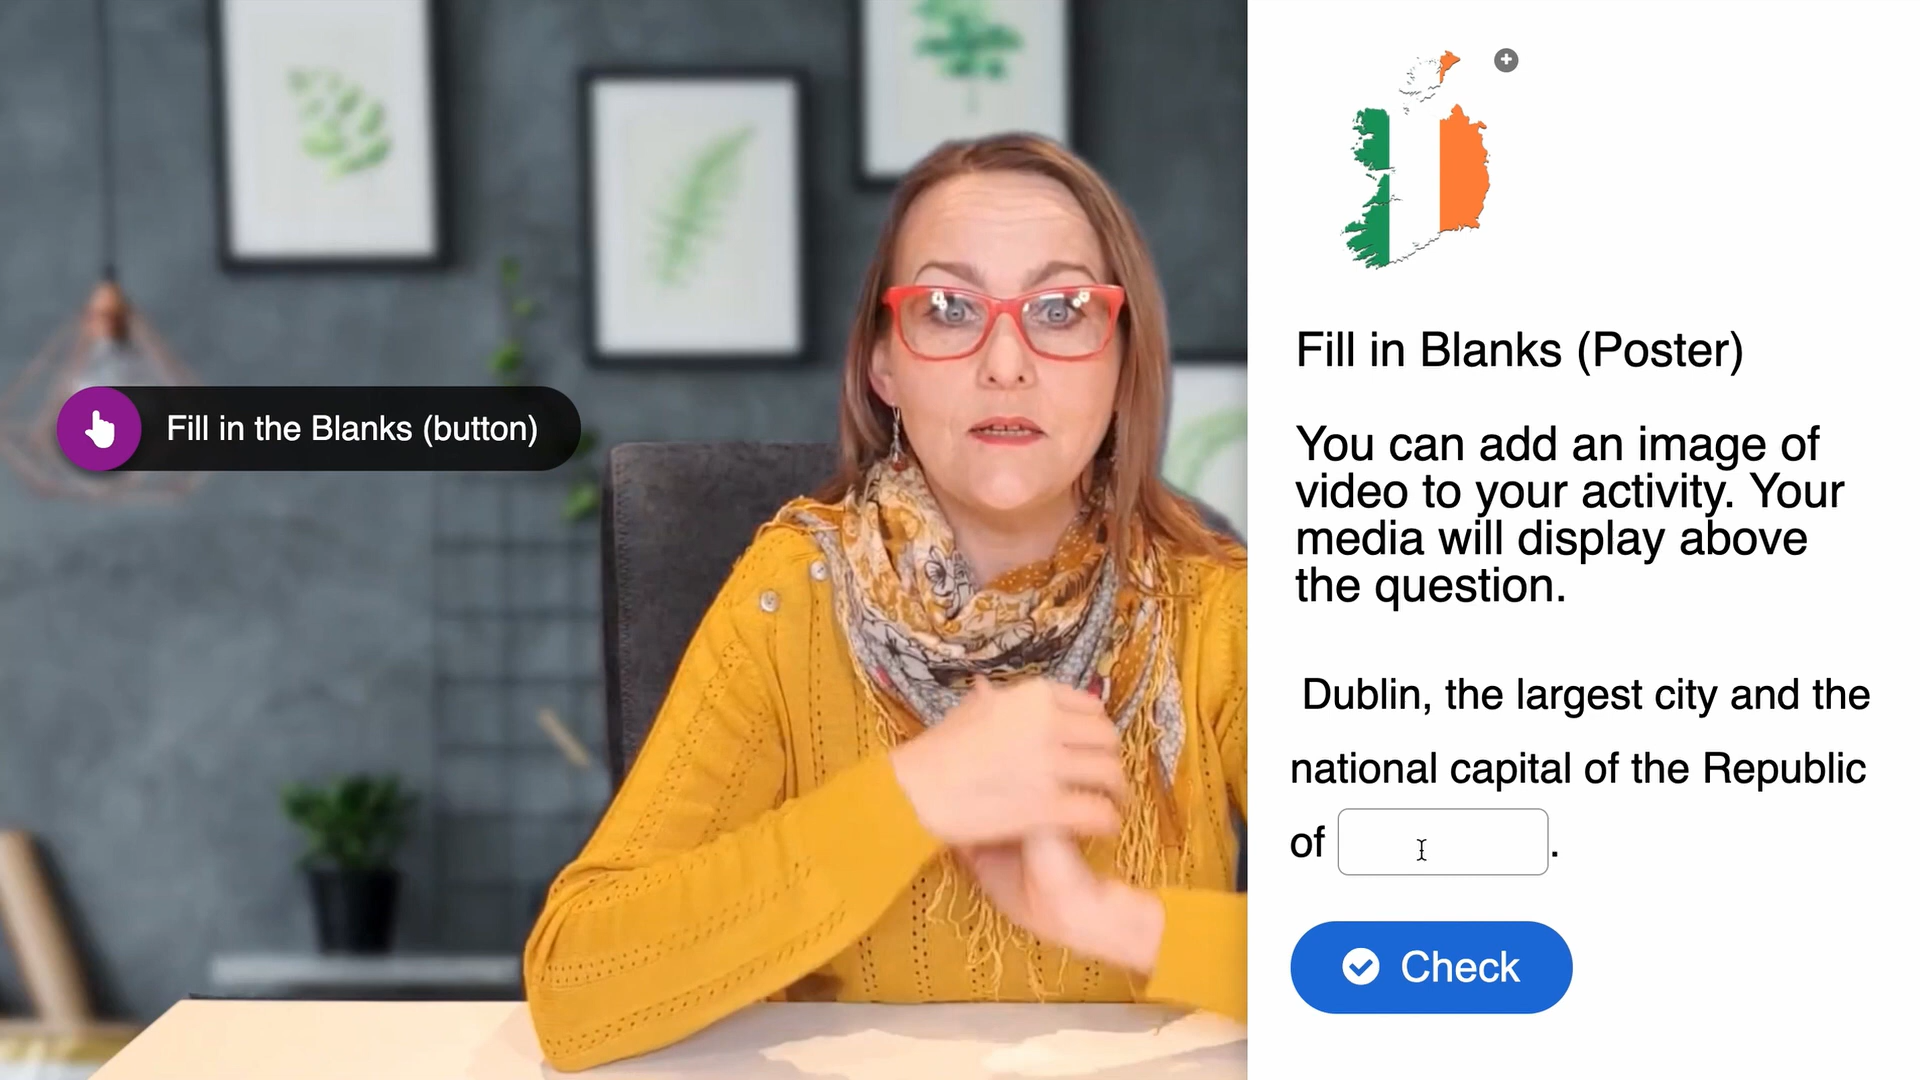 Fill in the Blanks (button)
Fill in Blanks (Poster)
You can add an image of
video to your activity. Your
media will display above
the question.
Dublin, the largest city and the
national capital of the Republic
of .
Check